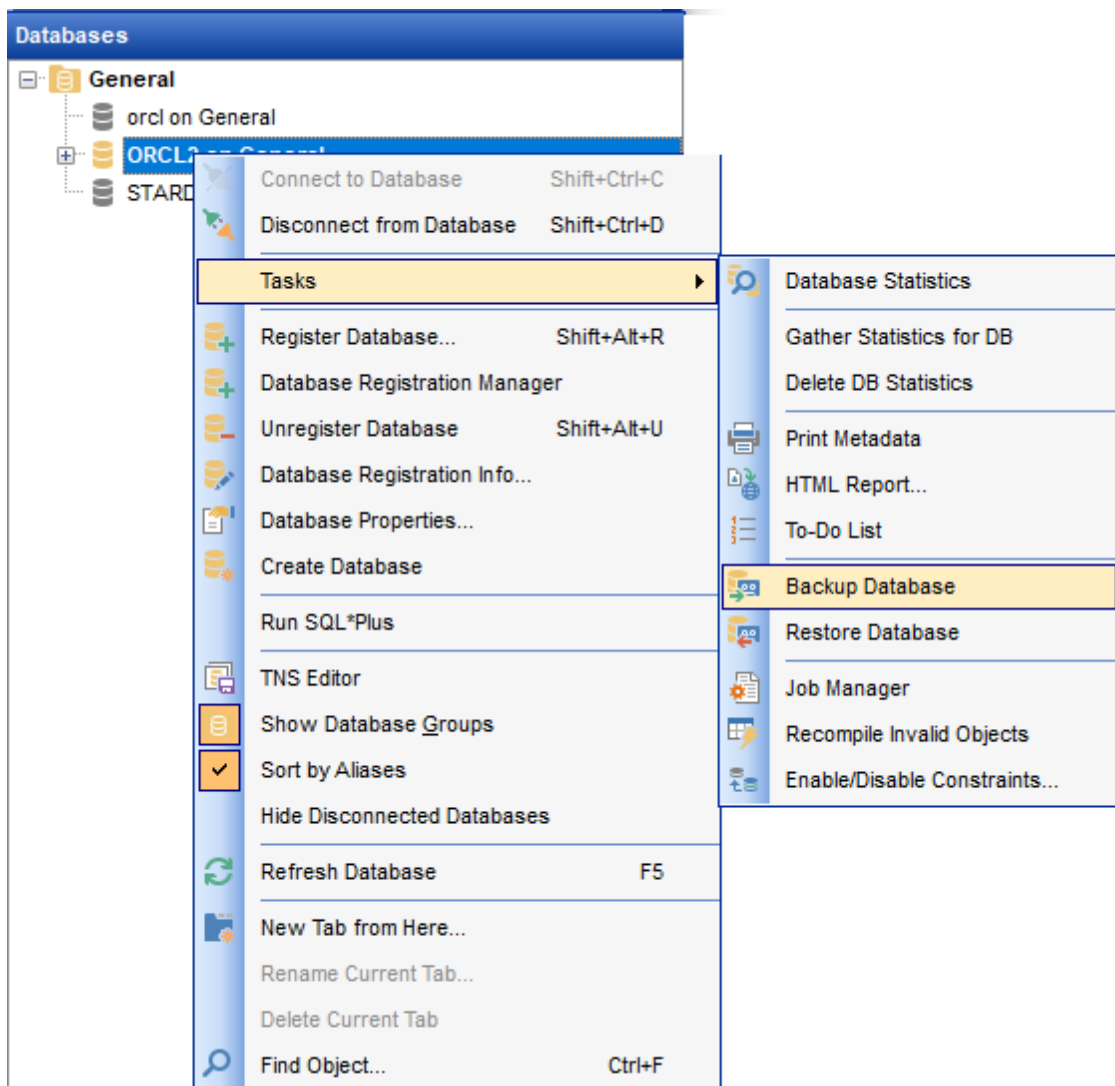 Databases
General
orcl on General
ORCL2 on General
STARD
Connect to Database Shift+Ctrl+C
Disconnect from Database Shift+Ctrl+D
Tasks
Register Database... Shift+Alt+R
Database Registration Manager
Unregister Database Shift+Alt+U
Database Registration Info...
Database Properties...
Create Database
Run SQL*Plus
TNS Editor
Show Database Groups
Sort by Aliases
Hide Disconnected Databases
Refresh Database F5
New Tab from Here...
Rename Current Tab...
Delete Current Tab
Find Object... Ctrl+F
Database Statistics
Gather Statistics for DB
Delete DB Statistics
Print Metadata
HTML Report...
To-Do List
Backup Database
Restore Database
Job Manager
Recompile Invalid Objects
Enable/Disable Constraints...